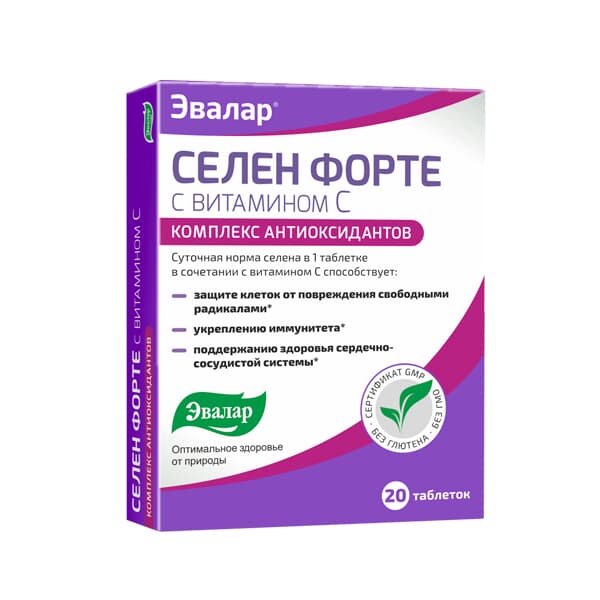 Эвалар®
СЕЛЕН ФОРТЕ
С ВИТАМИНОМ С
КОМПЛЕКС АНТИОКСИДАНТОВ
Суточная норма селена в 1 таблетке
в сочетании с витамином С способствует:
защите клеток от повреждения свободными
радикалами*
укреплению иммунитета*
поддержанию здоровья сердечно-
сосудистой системы*
СЕРТИФИКАТ GMP
БЕЗ ГЛЮТЕНА • БЕЗ ГМО
Эвалар
Оптимальное здоровье
от природы
20 таблеток
Эвалар
СЕЛЕН ФОРТЕ С ВИТАМИНОМ С
КОМПЛЕКС АНТИОКСИДАНТОВ